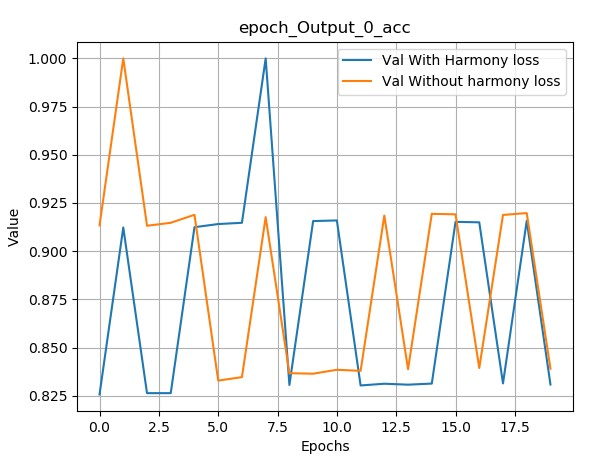 epoch_Output_0_acc
Val With Harmony loss
Val Without harmony loss
1.000
0.975
0.950
0.925
0.900
0.875
0.850
0.825
Value
0.0 2.5 5.0 7.5 10.0 12.5 15.0 17.5
Epochs